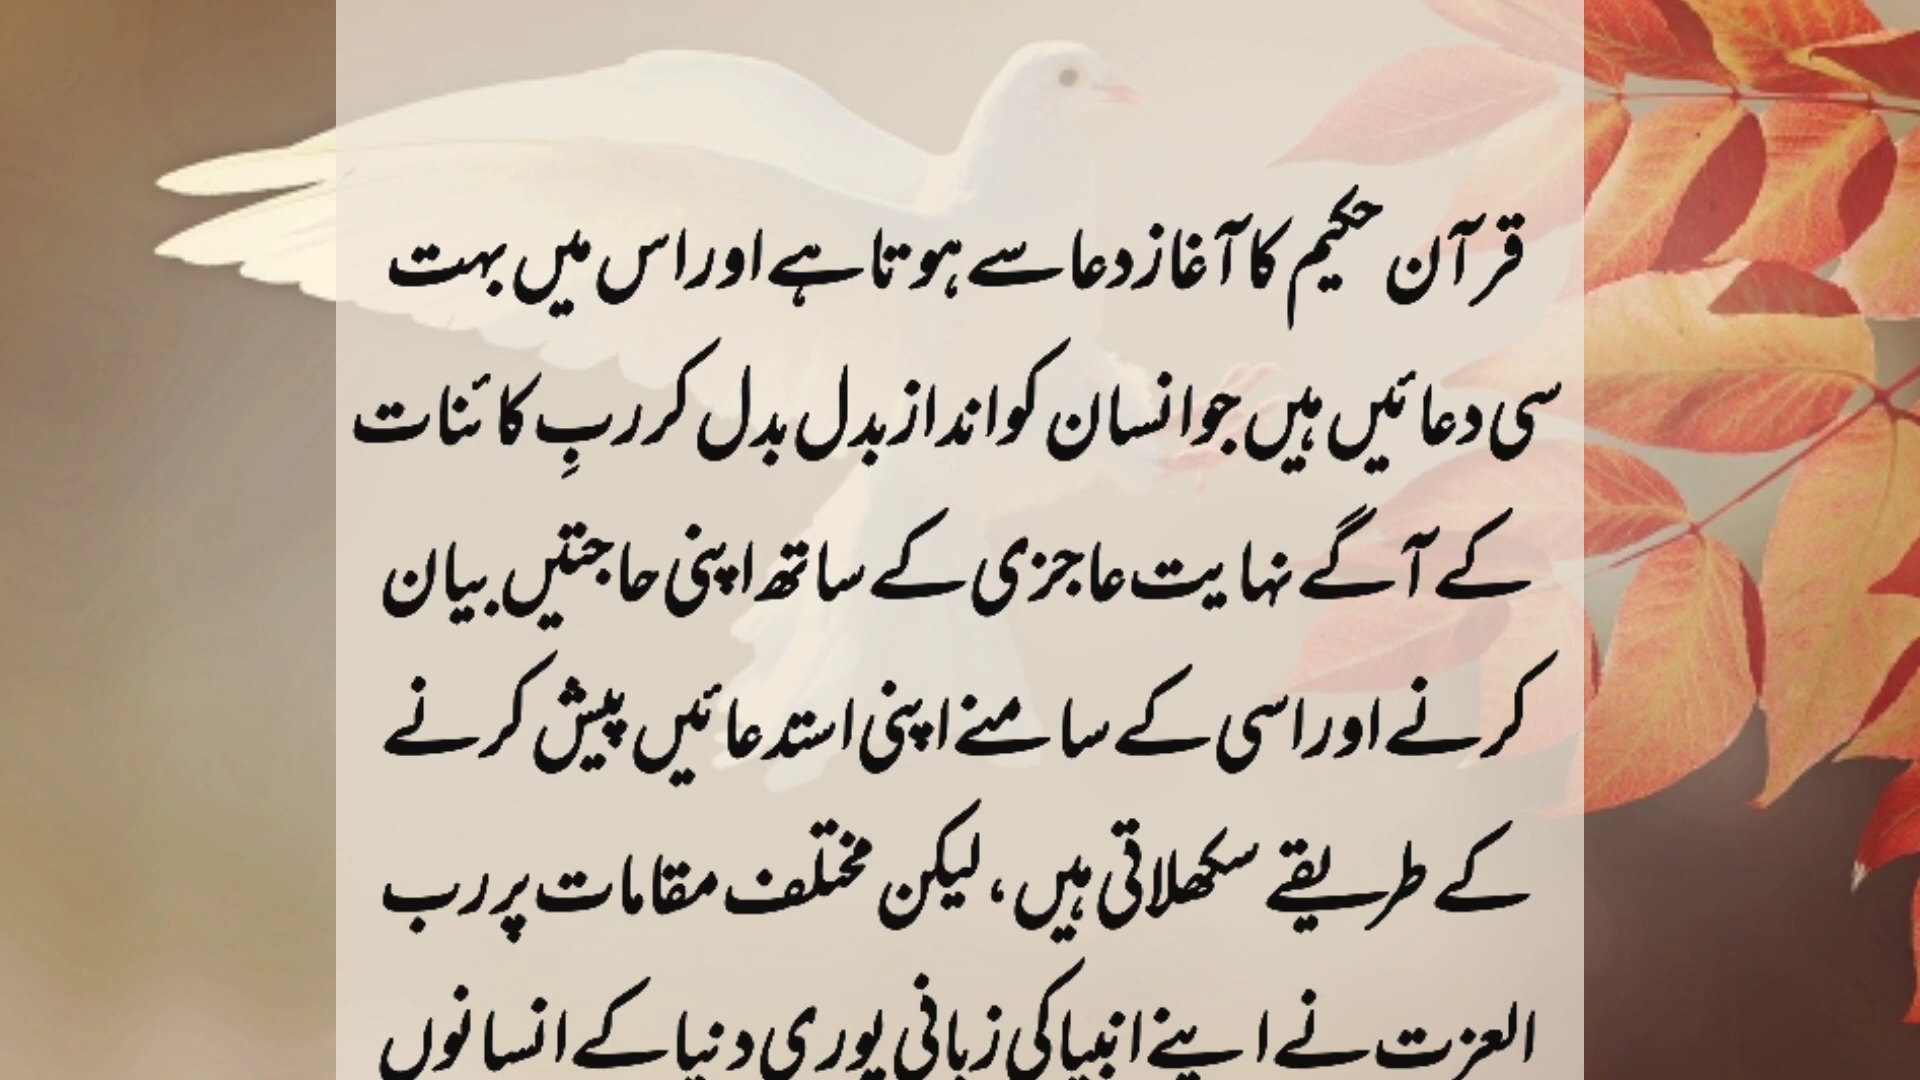 قرآن حکیم کا آغاز دعا سے ہوتا ہے اور اس میں بہت
سی دعائیں ہیں جو انسان کو انداز بدل بدل کر ربِ کائنات
کے آگے نہایت عاجزی کے ساتھ اپنی حاجتیں بیان
کرنے اور اسی کے سامنے اپنی استدعائیں پیش کرنے
کے طریقے سکھلاتی ہیں، لیکن مختلف مقامات پر رب
العزت نے اپنے انبیا کی زبانی پوری دنیا کے انسانوں